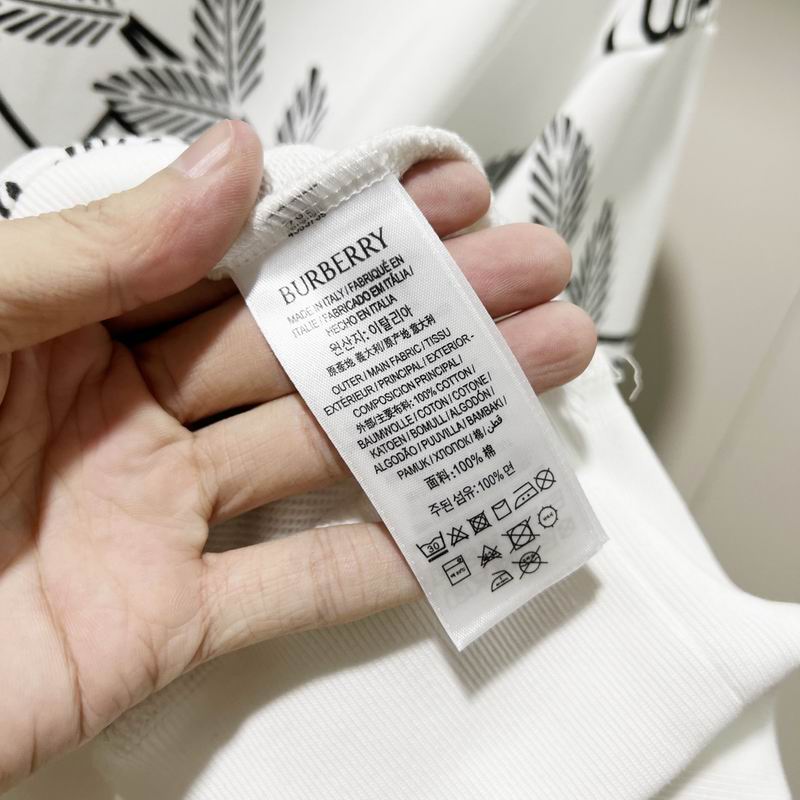 BURBERRY
MADE IN ITALY / FABRIQUÉ EN
ITALIE / FABRICADO EM ITÁLIA /
HECHO EN ITALIA
원산지: 이탈리아
原產地 義大利 / 原产地 意大利
OUTER / MAIN FABRIC / TISSU
EXTÉRIEUR / PRINCIPAL / EXTERIOR-
COMPOSICION PRINCIPAL /
外部/主要布料: 100% COTTON /
BAUMWOLLE / COTON / COTONE /
KATOEN / BOMULL / ALGODÓN /
ALGODÃO / PUUVILLA / BAMBAKI /
PAMUK / ХЛОПОК / 棉 / قطن
面料: 100% 棉
주된 섬유: 100% 면
30